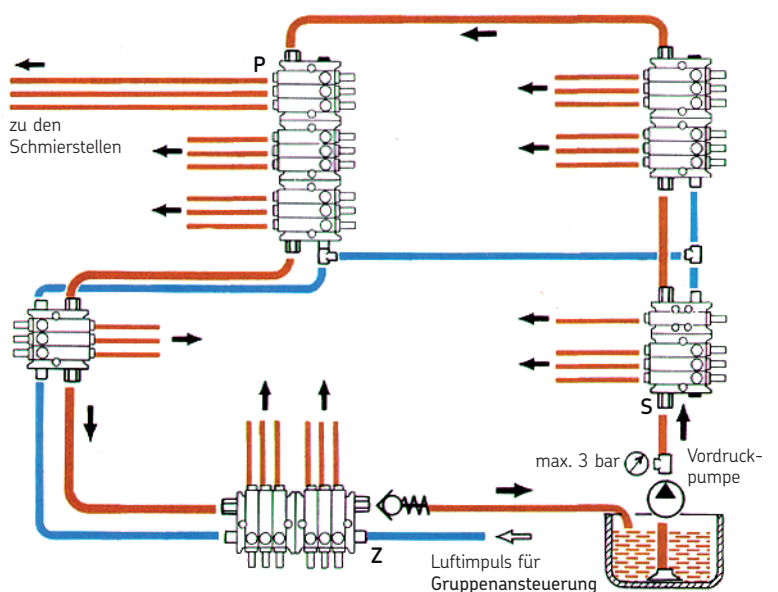 P
zu den
Schmierstellen
S
max. 3 bar
Vordruck-
pumpe
Z
Luftimpuls für
Gruppenansteuerung